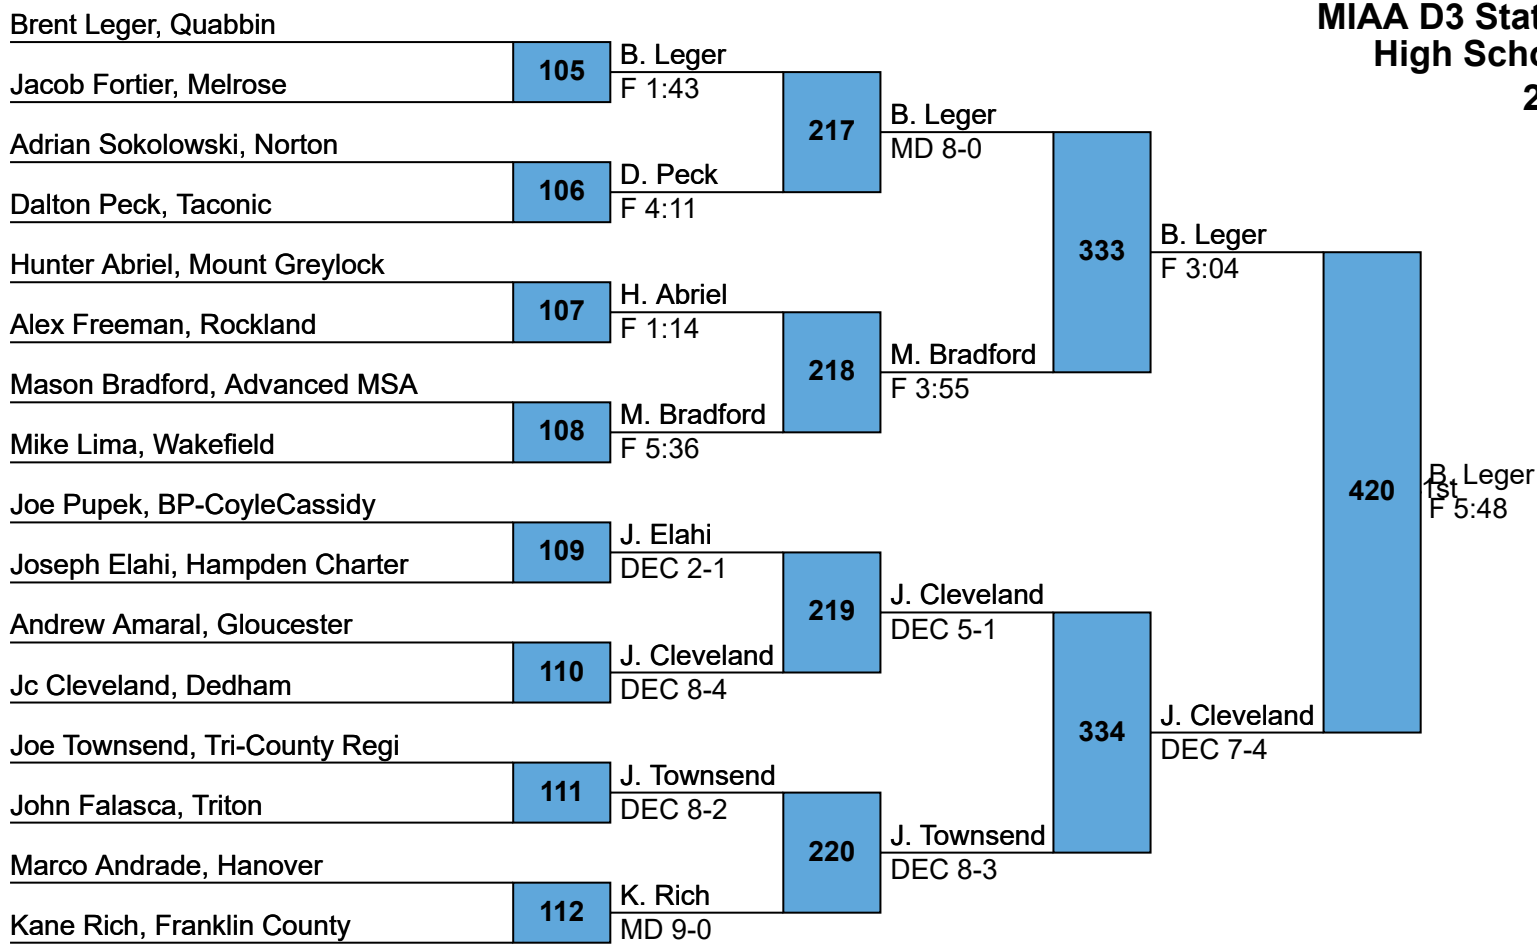 MIAA D3 Stat
High Scho
2
Brent Leger, Quabbin
Jacob Fortier, Melrose
Adrian Sokolowski, Norton
Dalton Peck, Taconic
Hunter Abriel, Mount Greylock
Alex Freeman, Rockland
Mason Bradford, Advanced MSA
Mike Lima, Wakefield
Joe Pupek, BP-CoyleCassidy
Joseph Elahi, Hampden Charter
Andrew Amaral, Gloucester
Jc Cleveland, Dedham
Joe Townsend, Tri-County Regi
John Falasca, Triton
Marco Andrade, Hanover
Kane Rich, Franklin County
105
106
107
108
109
110
111
112
B. Leger
F 1:43
D. Peck
F 4:11
H. Abriel
F 1:14
M. Bradford
F 5:36
J. Elahi
DEC 2-1
J. Cleveland
DEC 8-4
J. Townsend
DEC 8-2
K. Rich
MD 9-0
217
218
219
220
B. Leger
MD 8-0
M. Bradford
F 3:55
J. Cleveland
DEC 5-1
J. Townsend
DEC 8-3
333
334
B. Leger
F 3:04
J. Cleveland
DEC 7-4
420
B. Leger
1st
F 5:48